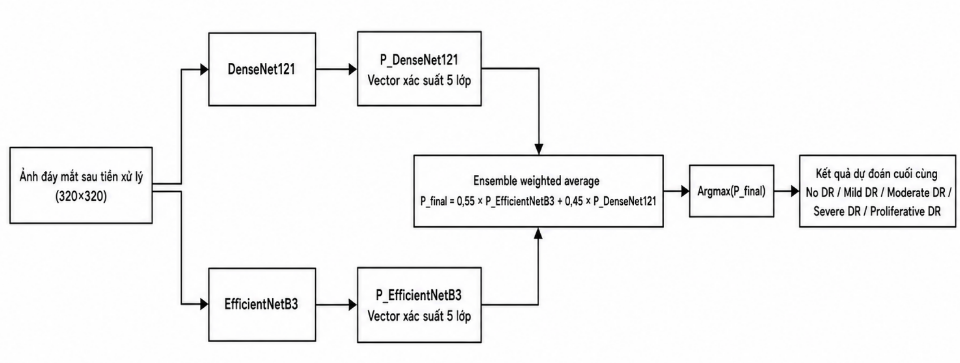 DenseNet121
P_DenseNet121
Vector xác suất 5 lớp
Ảnh đáy mắt sau tiền xử lý
(320×320)
Ensemble weighted average
P_final = 0,55 × P_EfficientNetB3 + 0,45 × P_DenseNet121
Argmax(P_final)
Kết quả dự đoán cuối cùng
No DR / Mild DR / Moderate DR /
Severe DR / Proliferative DR
EfficientNetB3
P_EfficientNetB3
Vector xác suất 5 lớp